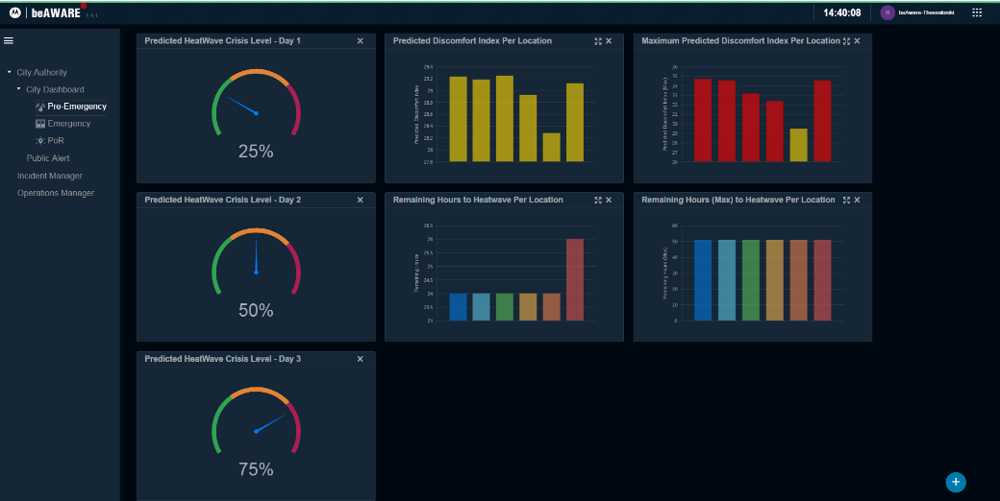 beAWARE 1.4.1
14:40:08
beAware-Thessaloniki
City Authority
City Dashboard
Pre-Emergency
Emergency
PoR
Public Alert
Incident Manager
Operations Manager
Predicted HeatWave Crisis Level - Day 1
25%
Predicted Discomfort Index Per Location
Predicted Discomfort Index
29.4
29.2
29
28.8
28.6
28.4
28.2
28
27.8
Maximum Predicted Discomfort Index Per Location
Predicted Discomfort Index (Max)
36
35
34
33
32
31
30
29
28
27
26
Predicted HeatWave Crisis Level - Day 2
50%
Remaining Hours to Heatwave Per Location
Remaining Hours
26.5
26
25.5
25
24.5
24
23.5
23
Remaining Hours (Max) to Heatwave Per Location
Remaining Hours (Max)
60
50
40
30
20
10
0
Predicted HeatWave Crisis Level - Day 3
75%